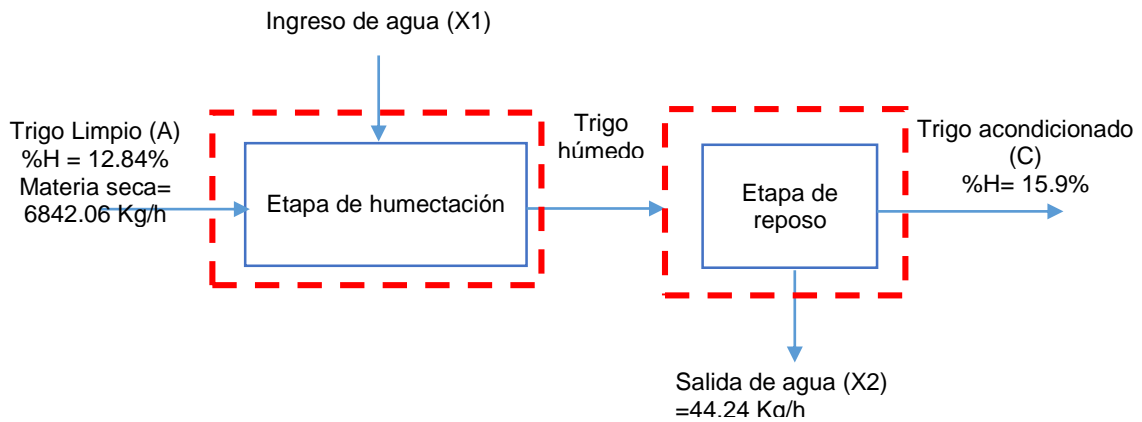 Ingreso de agua (X1)
Trigo Limpio (A)
%H = 12.84%
Materia seca=
6842.06 Kg/h
Etapa de humectación
Trigo
húmedo
Etapa de
reposo
Trigo acondicionado
(C)
%H= 15.9%
Salida de agua (X2)
=44.24 Kg/h